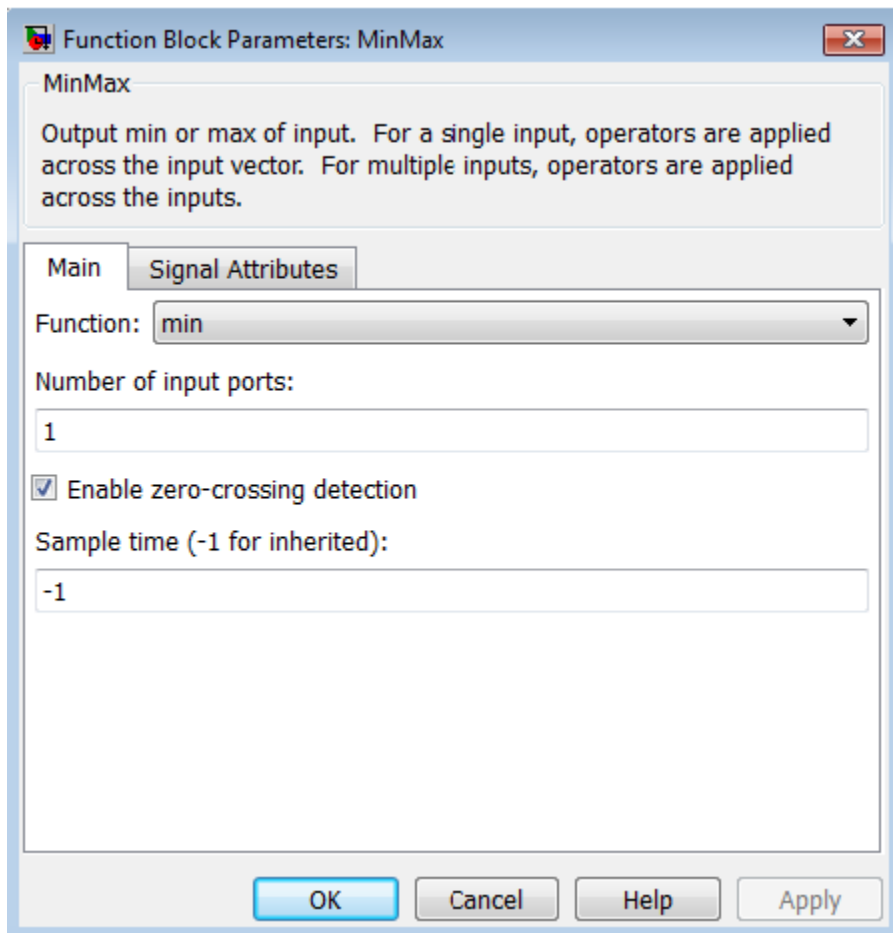 Function Block Parameters: MinMax
MinMax
Output min or max of input. For a single input, operators are applied
across the input vector. For multiple inputs, operators are applied
across the inputs.
Main
Signal Attributes
Function: min
Number of input ports:
1
Enable zero-crossing detection
Sample time (-1 for inherited):
-1
OK
Cancel
Help
Apply